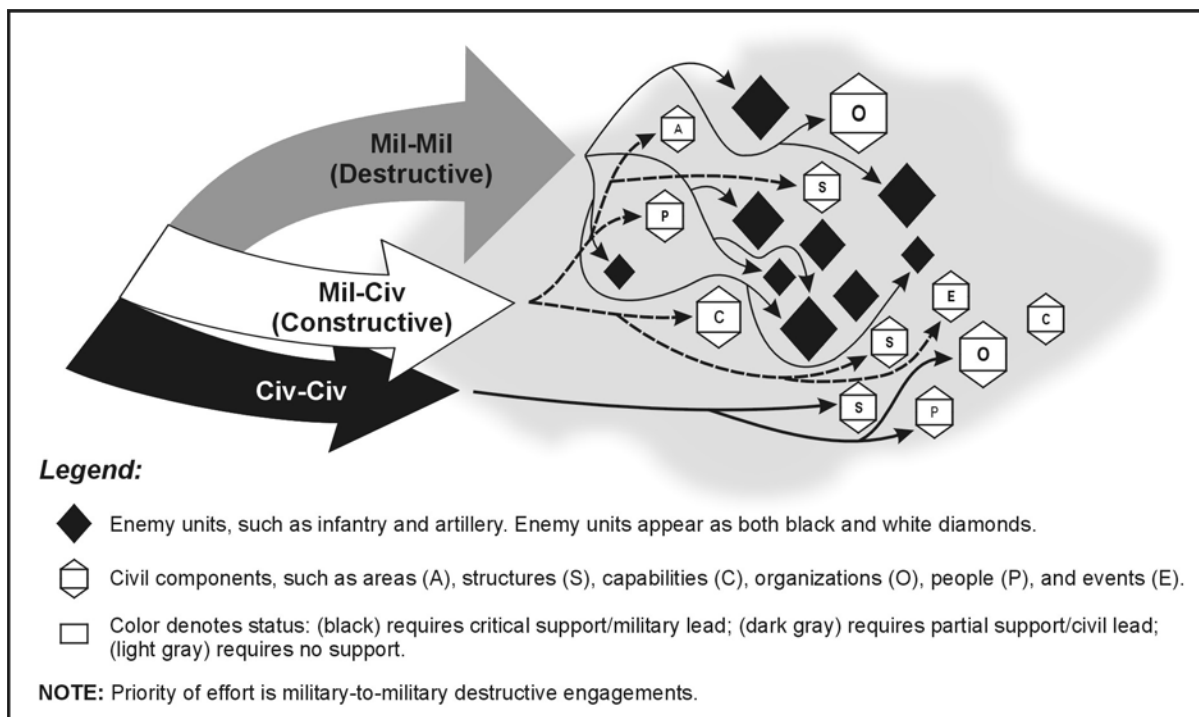 Mil-Mil
(Destructive)
Mil-Civ
(Constructive)
Civ-Civ
A
O
S
P
C
E
C
S
O
S
P
Legend:
Enemy units, such as infantry and artillery. Enemy units appear as both black and white diamonds.
Civil components, such as areas (A), structures (S), capabilities (C), organizations (O), people (P), and events (E).
Color denotes status: (black) requires critical support/military lead; (dark gray) requires partial support/civil lead;
(light gray) requires no support.
NOTE: Priority of effort is military-to-military destructive engagements.